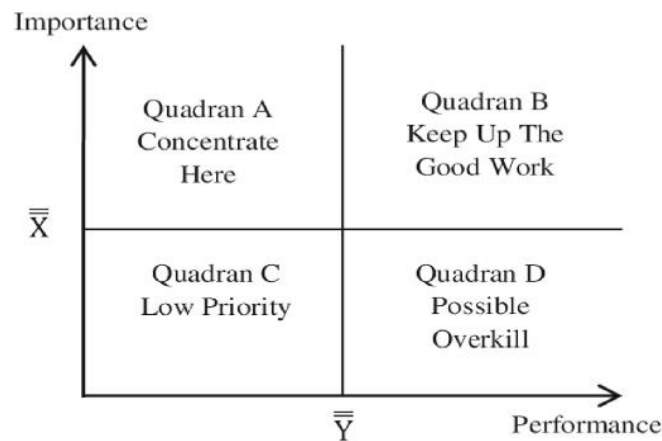 Importance
Quadran A
Concentrate
Here
Quadran B
Keep Up The
Good Work
X̿
Quadran C
Low Priority
Quadran D
Possible
Overkill
Y̿
Performance